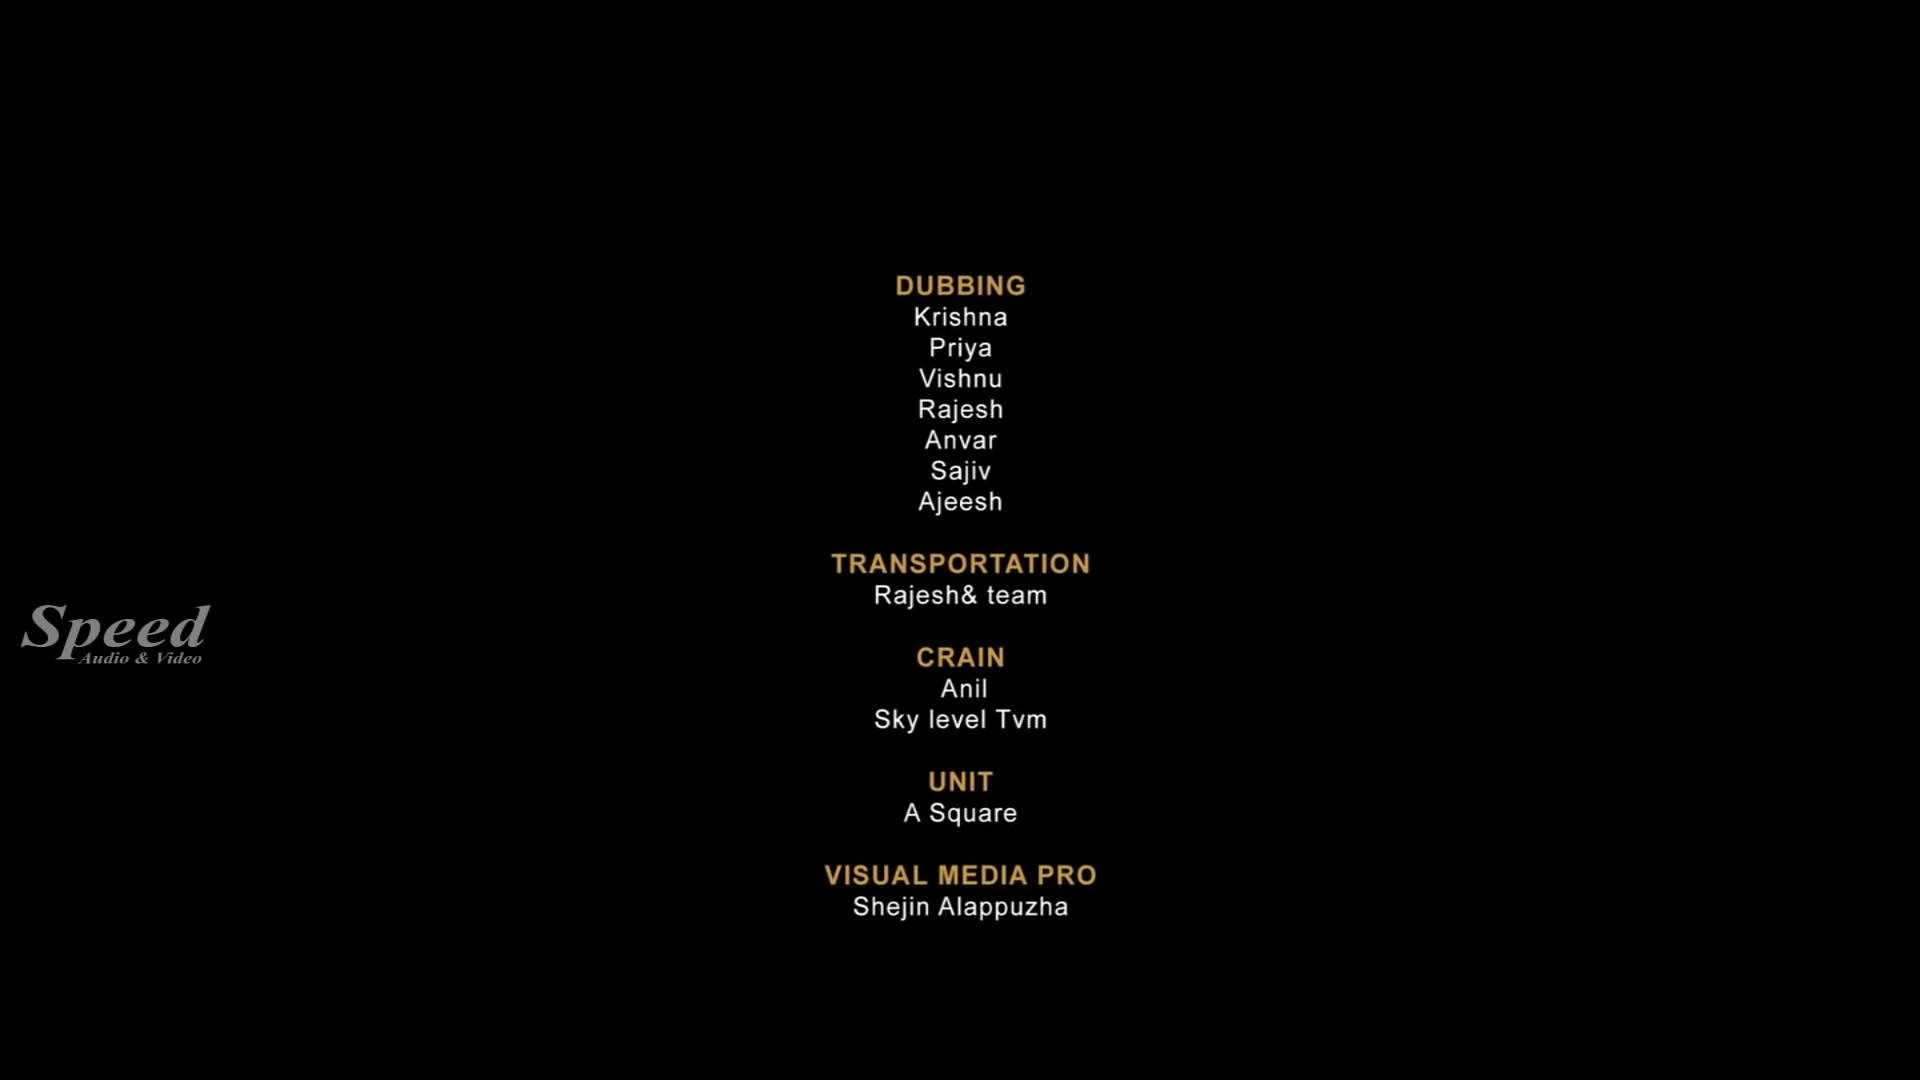 DUBBING
Krishna
Priya
Vishnu
Rajesh
Anvar
Sajiv
Ajeesh
TRANSPORTATION
Rajesh& team
CRAIN
Anil
Sky level Tvm
UNIT
A Square
VISUAL MEDIA PRO
Shejin Alappuzha
Speed
Audio & Video